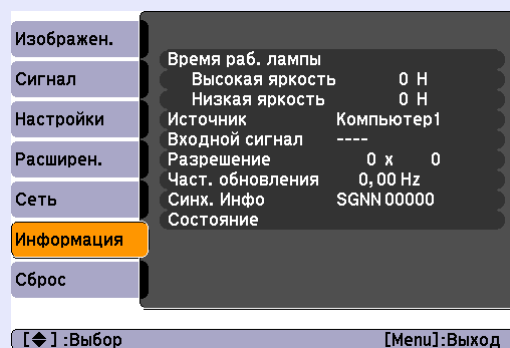 Изображен.
Сигнал
Настройки
Расширен.
Сеть
Информация
Сброс
Время раб. лампы
Высокая яркость 0 H
Низкая яркость 0 H
Источник Компьютер1
Входной сигнал ----
Разрешение 0 x 0
Част. обновления 0,00 Hz
Синх. Инфо SGNN 00000
Состояние
[◆] :Выбор [Menu]:Выход